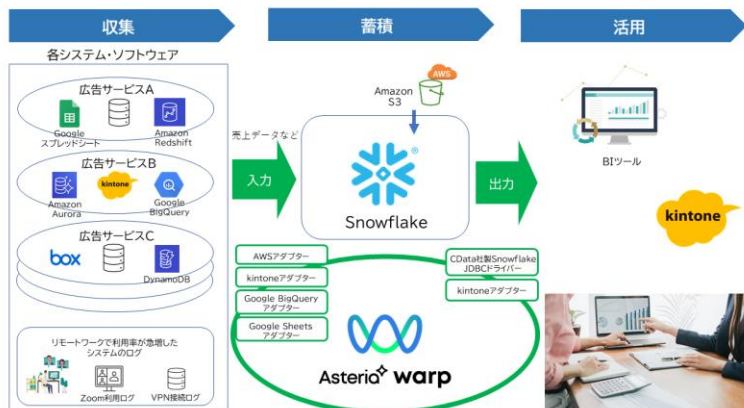 収集
蓄積
活用
各システム・ソフトウェア
広告サービスA
Google
スプレッドシート
Amazon
Redshift
広告サービスB
Amazon
Aurora
kintone
Google
BigQuery
広告サービスC
box
DynamoDB
リモートワークで利用率が急増した
システムのログ
Zoom利用ログ
VPN接続ログ
売上データなど
入力
AWS
Amazon
S3
Snowflake
®
出力
AWSアダプター
kintoneアダプター
Google BigQuery
アダプター
Google Sheets
アダプター
CData社製Snowflake
JDBCドライバー
kintoneアダプター
Asteria warp
BIツール
kintone